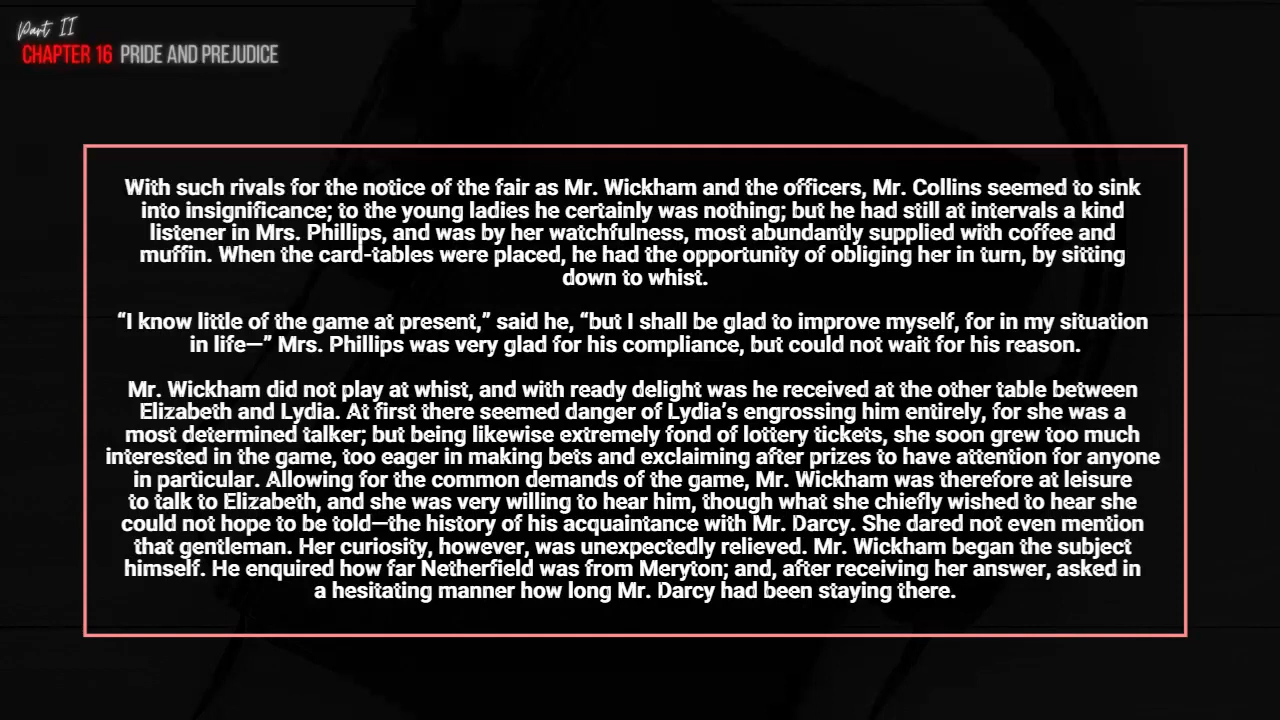 Part II
CHAPTER 16 PRIDE AND PREJUDICE
With such rivals for the notice of the fair as Mr. Wickham and the officers, Mr. Collins seemed to sink
into insignificance; to the young ladies he certainly was nothing; but he had still at intervals a kind
listener in Mrs. Phillips, and was by her watchfulness, most abundantly supplied with coffee and
muffin. When the card-tables were placed, he had the opportunity of obliging her in turn, by sitting
down to whist.
“I know little of the game at present,” said he, “but I shall be glad to improve myself, for in my situation
in life—” Mrs. Phillips was very glad for his compliance, but could not wait for his reason.
Mr. Wickham did not play at whist, and with ready delight was he received at the other table between
Elizabeth and Lydia. At first there seemed danger of Lydia’s engrossing him entirely, for she was a
most determined talker; but being likewise extremely fond of lottery tickets, she soon grew too much
interested in the game, too eager in making bets and exclaiming after prizes to have attention for anyone
in particular. Allowing for the common demands of the game, Mr. Wickham was therefore at leisure
to talk to Elizabeth, and she was very willing to hear him, though what she chiefly wished to hear she
could not hope to be told—the history of his acquaintance with Mr. Darcy. She dared not even mention
that gentleman. Her curiosity, however, was unexpectedly relieved. Mr. Wickham began the subject
himself. He enquired how far Netherfield was from Meryton; and, after receiving her answer, asked in
a hesitating manner how long Mr. Darcy had been staying there.